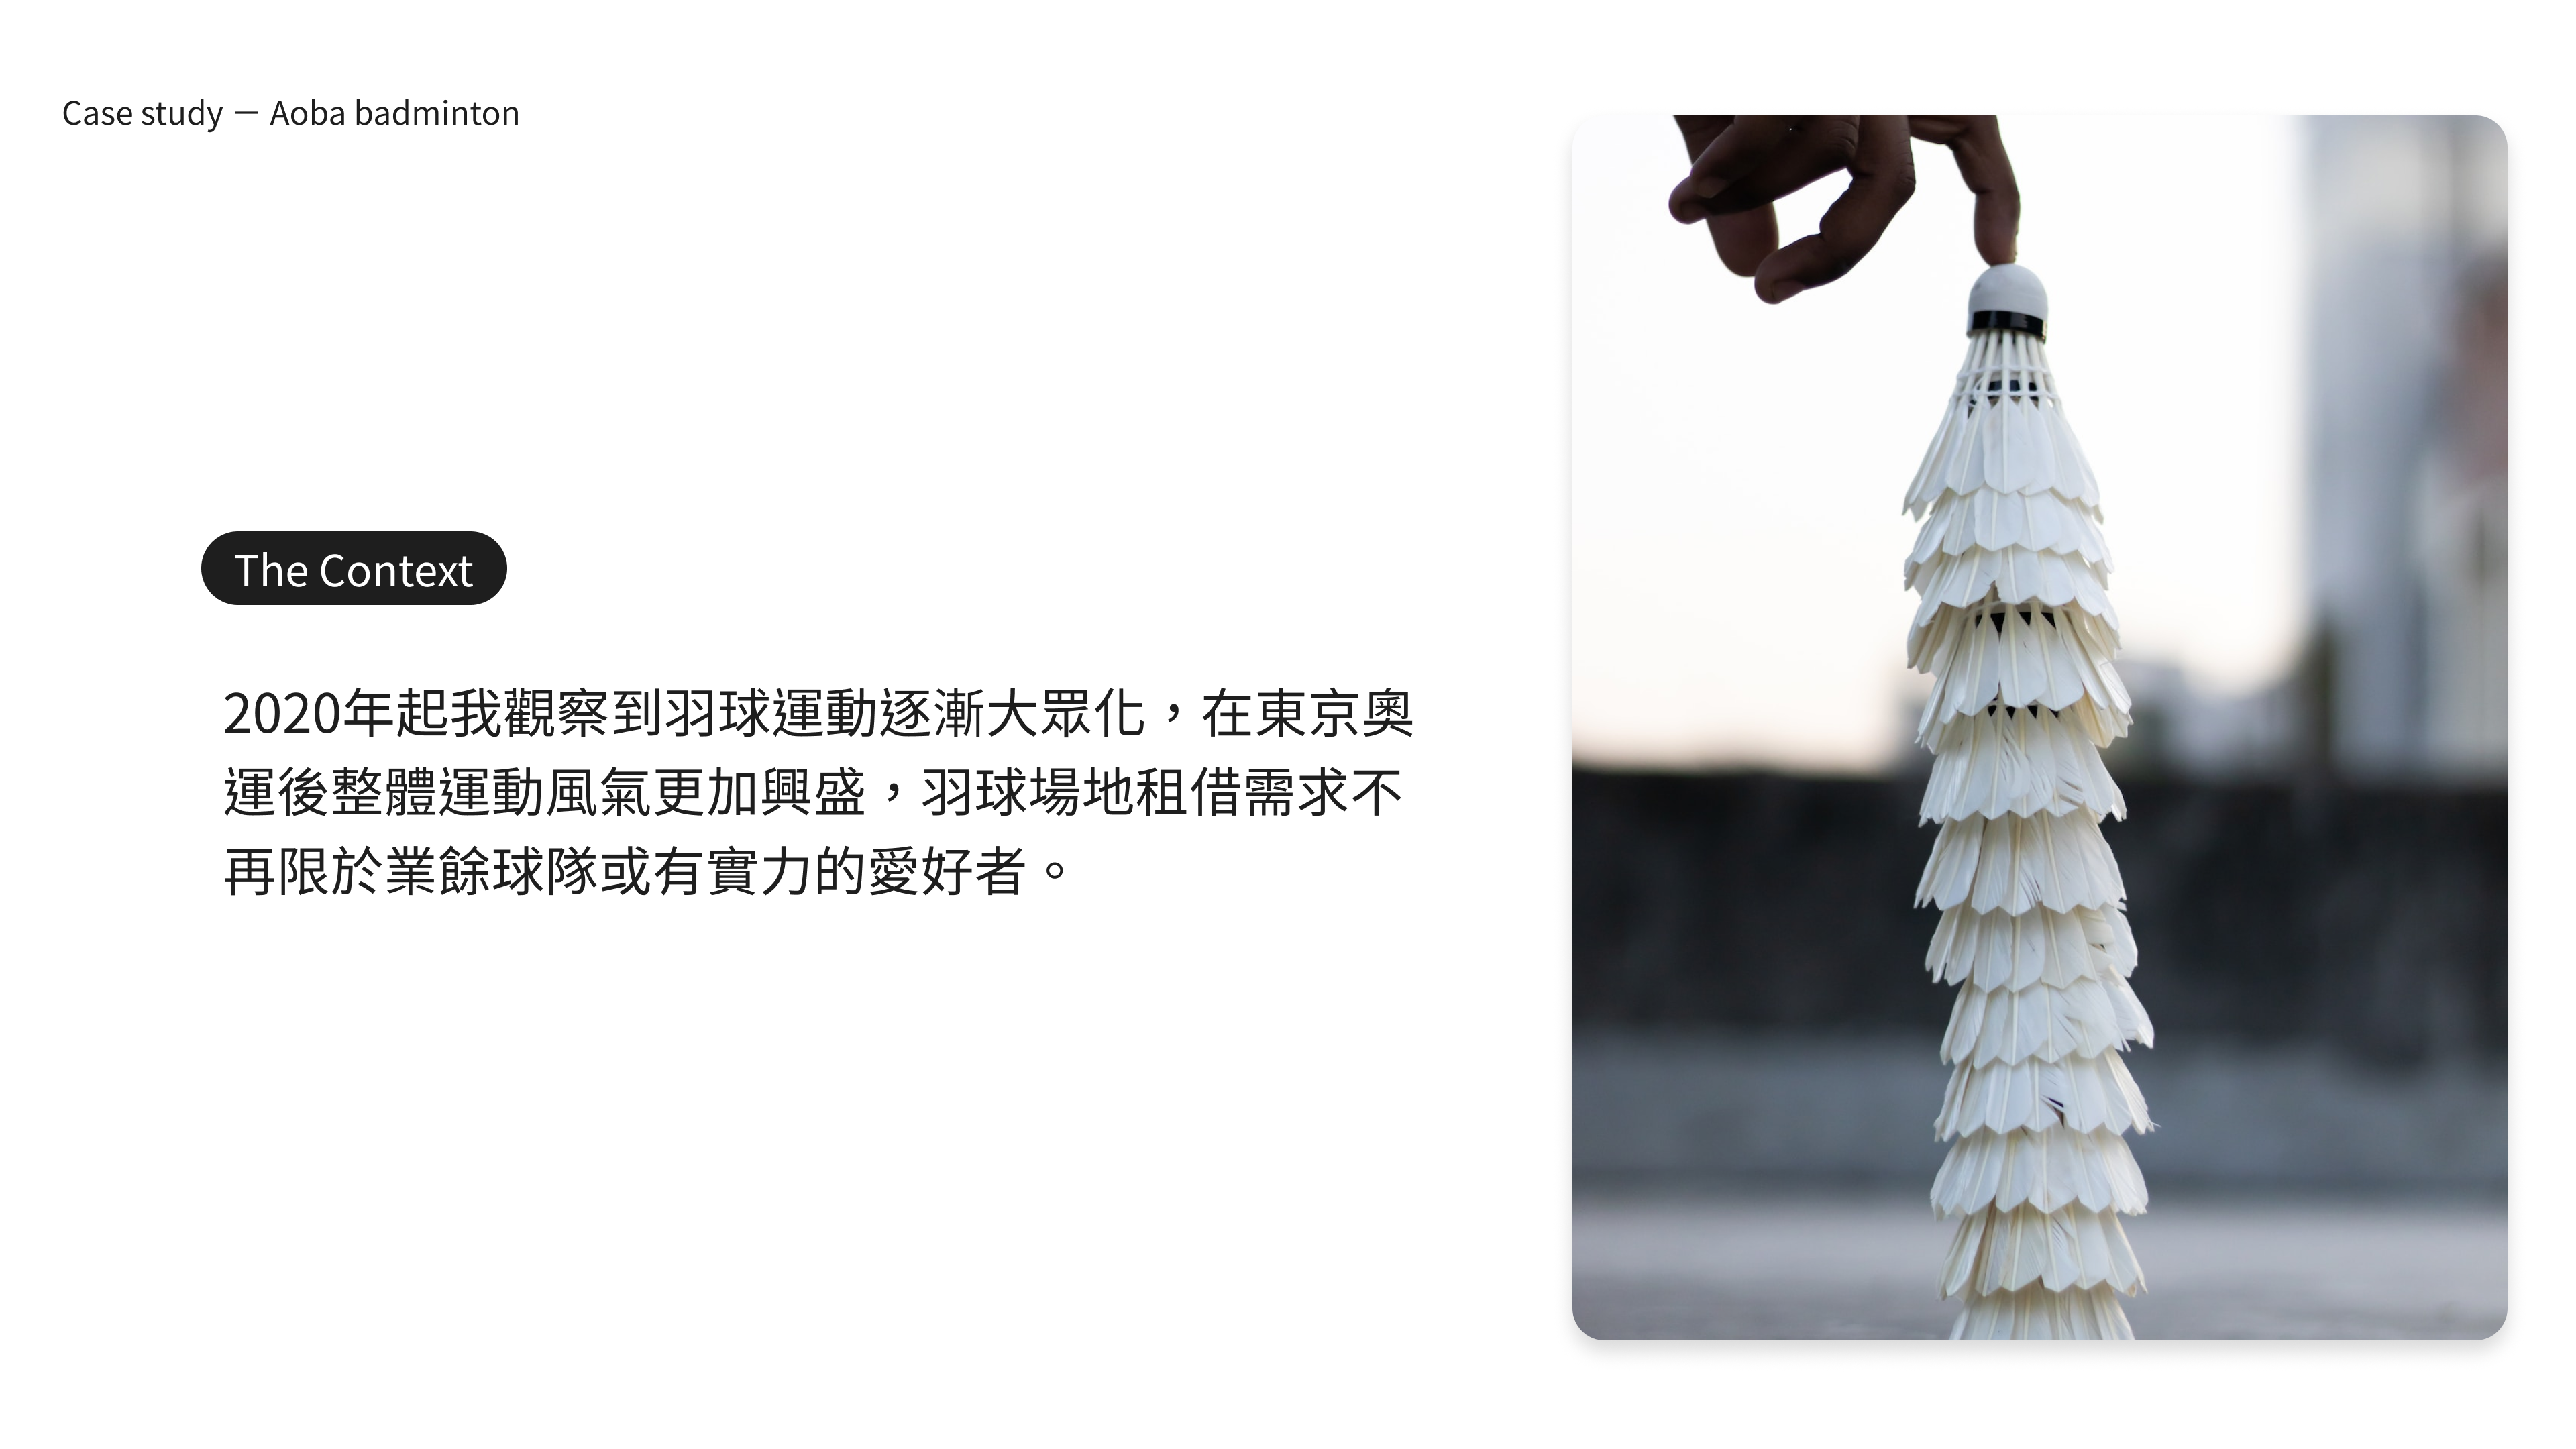 Case study － Aoba badminton
The Context
2020年起我觀察到羽球運動逐漸大眾化，在東京奧
運後整體運動風氣更加興盛，羽球場地租借需求不
再限於業餘球隊或有實力的愛好者。